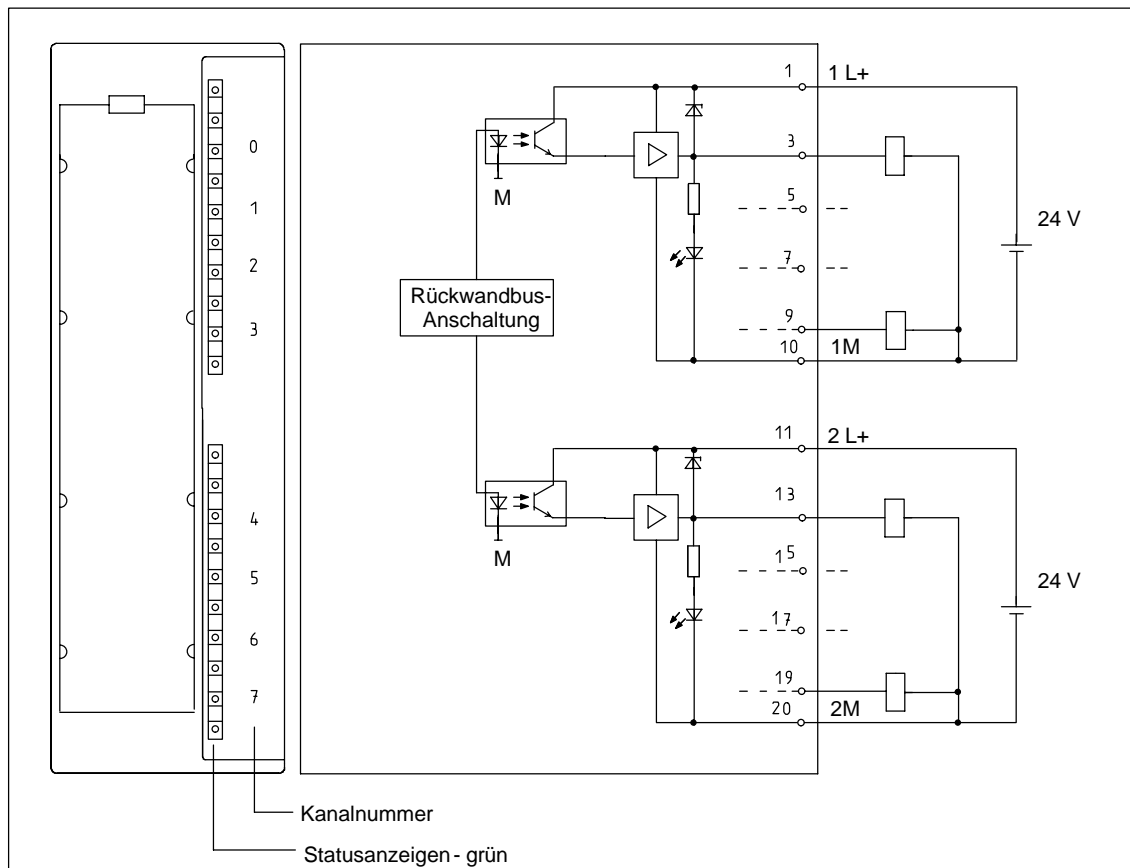 0
1
2
3
4
5
6
7
Kanalnummer
Statusanzeigen - grün
Rückwandbus-
Anschaltung
M
1 1 L+
3
5
7
9
10 1M
24 V
M
11 2 L+
13
15
17
19
20 2M
24 V